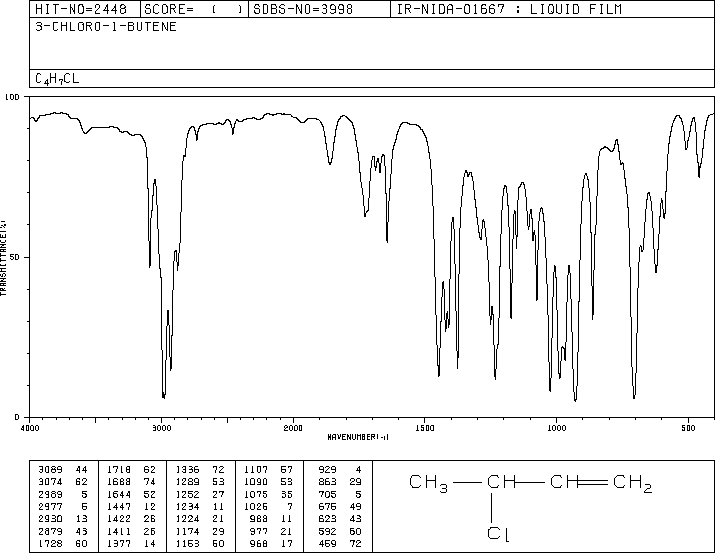 HIT-NO=2448 SCORE= ( ) SDBS-NO=3998 IR-NIDA-01667 : LIQUID FILM
3-CHLORO-1-BUTENE
C4H7CL
100
TRANSMITTANCE(%)
50
0
4000 3000 2000 1500 1000 500
WAVENUMBER(-1)
3089 44 1718 62 1336 72 1107 57 929 4
3074 62 1688 74 1289 53 1090 53 863 29
2989 5 1644 52 1252 27 1075 35 705 5
2977 6 1447 12 1234 11 1026 7 676 49
2930 13 1422 26 1224 21 988 11 623 43
2879 43 1411 26 1174 29 977 21 592 60
1728 60 1377 14 1153 50 968 17 459 72
CH3 CH CH CH2
Cl